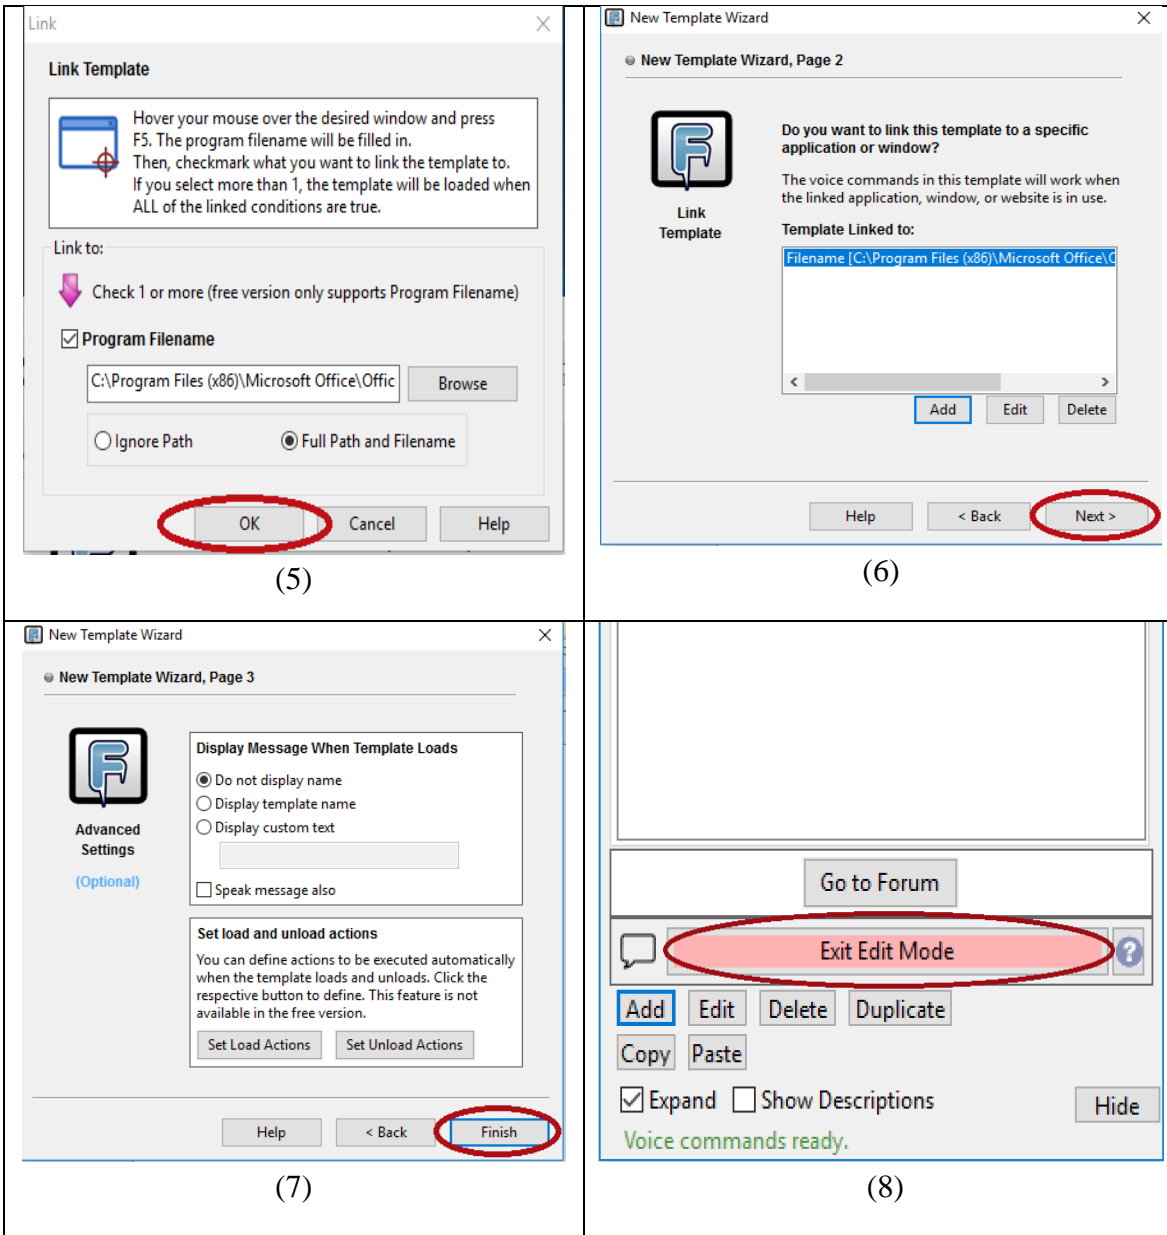 Link
Link Template
Hover your mouse over the desired window and press
F5. The program filename will be filled in.
Then, checkmark what you want to link the template to.
If you select more than 1, the template will be loaded when
ALL of the linked conditions are true.
Link to:
Check 1 or more (free version only supports Program Filename)
Program Filename
C:\Program Files (x86)\Microsoft Office\Offic
Browse
Ignore Path
Full Path and Filename
OK
Cancel
Help
(5)
New Template Wizard
New Template Wizard, Page 2
Do you want to link this template to a specific
application or window?
The voice commands in this template will work when
the linked application, window, or website is in use.
Link
Template
Template Linked to:
Filename [C:\Program Files (x86)\Microsoft Office\O
Add
Edit
Delete
Help
< Back
Next >
(6)
New Template Wizard
New Template Wizard, Page 3
Advanced
Settings
(Optional)
Display Message When Template Loads
Do not display name
Display template name
Display custom text
Speak message also
Set load and unload actions
You can define actions to be executed automatically
when the template loads and unloads. Click the
respective button to define. This feature is not
available in the free version.
Set Load Actions
Set Unload Actions
Help
< Back
Finish
(7)
Go to Forum
Exit Edit Mode
?
Add
Edit
Delete
Duplicate
Copy
Paste
Expand
Show Descriptions
Hide
Voice commands ready.
(8)